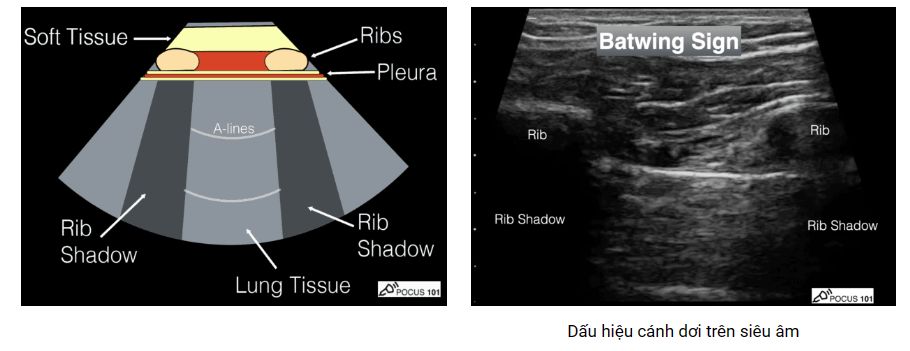 Soft Tissue
Ribs
Pleura
A-lines
Rib
Shadow
Rib
Shadow
Lung Tissue
POCUS 101
Batwing Sign
Rib
Rib
Rib Shadow
Rib Shadow
POCUS 101
Dấu hiệu cánh dơi trên siêu âm